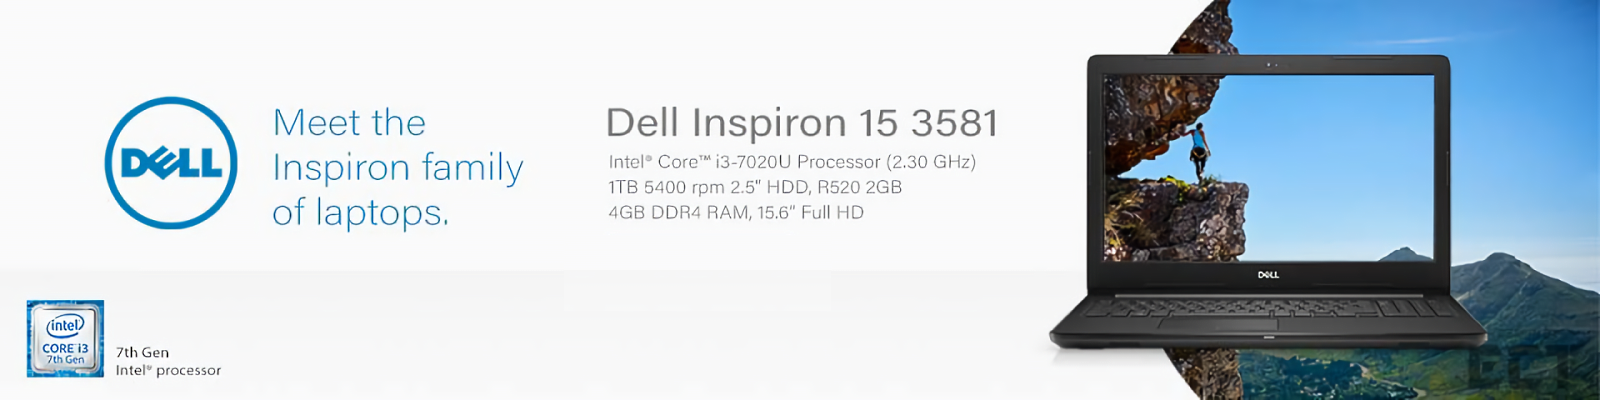 DELL
Meet the
Inspiron family
of laptops.
Dell Inspiron 15 3581
Intel® Core™ i3-7020U Processor (2.30 GHz)
1TB 5400 rpm 2.5" HDD, R520 2GB
4GB DDR4 RAM, 15.6" Full HD
DELL
intel
CORE i3
7th Gen
7th Gen
Intel® processor
ECT